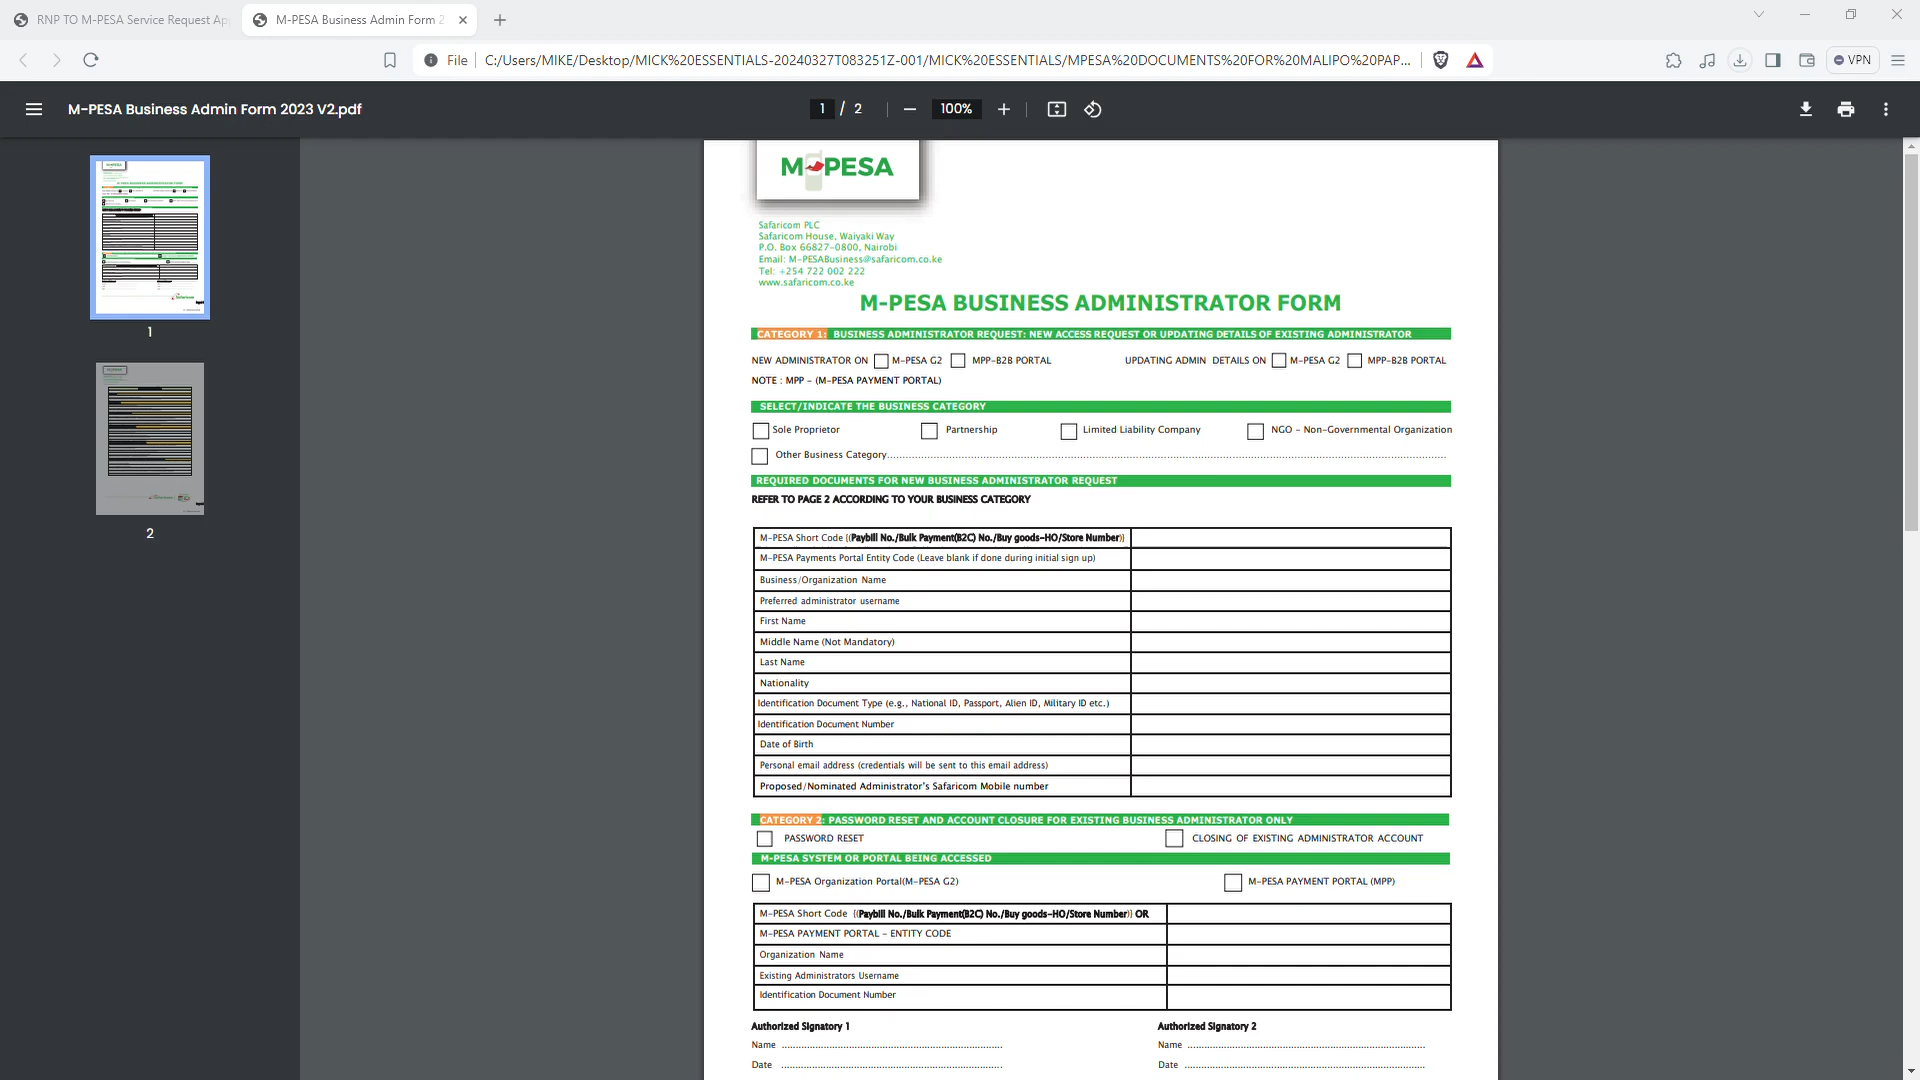 RNP TO M-PESA Service Request Ap
M-PESA Business Admin Form 2
File
C:/Users/MIKE/Desktop/MICK%20ESSENTIALS-20240327T083251Z-001/MICK%20ESSENTIALS/MPESA%20DOCUMENTS%20FOR%20MALIPO%20PAP...
VPN
M-PESA Business Admin Form 2023 V2.pdf
1 / 2
100%
1
2
M-PESA
Safaricom PLC
Safaricom House, Waiyaki Way
P.O. Box 66827-0800, Nairobi
Email: M-PESABusiness@safaricom.co.ke
Tel: +254 722 002 222
www.safaricom.co.ke
M-PESA BUSINESS ADMINISTRATOR FORM
CATEGORY 1: BUSINESS ADMINISTRATOR REQUEST: NEW ACCESS REQUEST OR UPDATING DETAILS OF EXISTING ADMINISTRATOR
NEW ADMINISTRATOR ON M-PESA G2 MPP-B2B PORTAL UPDATING ADMIN DETAILS ON M-PESA G2 MPP-B2B PORTAL
NOTE : MPP - (M-PESA PAYMENT PORTAL)
SELECT/INDICATE THE BUSINESS CATEGORY
Sole Proprietor Partnership Limited Liability Company NGO - Non-Governmental Organization
Other Business Category
REQUIRED DOCUMENTS FOR NEW BUSINESS ADMINISTRATOR REQUEST
REFER TO PAGE 2 ACCORDING TO YOUR BUSINESS CATEGORY
M-PESA Short Code {(Paybill No./Bulk Payment(B2C) No./Buy goods-HO/Store Number)}
M-PESA Payments Portal Entity Code (Leave blank if done during initial sign up)
Business/Organization Name
Preferred administrator username
First Name
Middle Name (Not Mandatory)
Last Name
Nationality
Identification Document Type (e.g., National ID, Passport, Alien ID, Military ID etc.)
Identification Document Number
Date of Birth
Personal email address (credentials will be sent to this email address)
Proposed/Nominated Administrator's Safaricom Mobile number
CATEGORY 2: PASSWORD RESET AND ACCOUNT CLOSURE FOR EXISTING BUSINESS ADMINISTRATOR ONLY
PASSWORD RESET CLOSING OF EXISTING ADMINISTRATOR ACCOUNT
M-PESA SYSTEM OR PORTAL BEING ACCESSED
M-PESA Organization Portal(M-PESA G2) M-PESA PAYMENT PORTAL (MPP)
M-PESA Short Code {(Paybill No./Bulk Payment(B2C) No./Buy goods-HO/Store Number)} OR
M-PESA PAYMENT PORTAL - ENTITY CODE
Organization Name
Existing Administrators Username
Identification Document Number
Authorized Signatory 1 Authorized Signatory 2
Name Name
Date Date